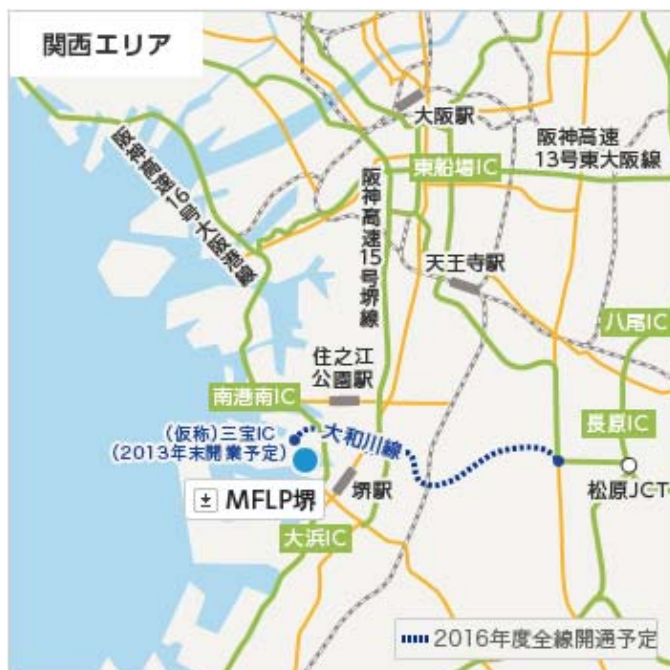 関西エリア
大阪駅
阪神高速
13号東大阪線
東船場IC
阪神高速16号大阪港線
阪神高速15号堺線
天王寺駅
八尾IC
住之江
公園駅
南港南IC
長原IC
(仮称)三宝IC
(2013年末開業予定)
大和川線
松原JCT
堺駅
MFLP堺
大浜IC
2016年度全線開通予定